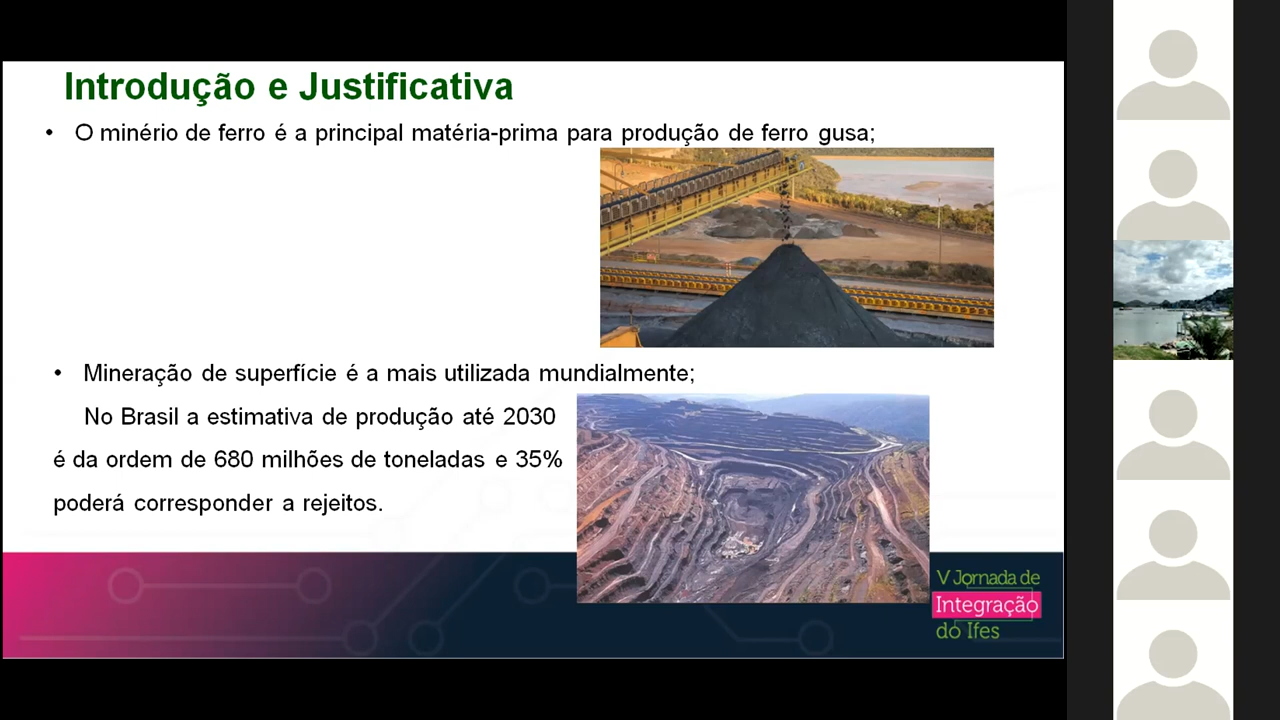 Introdução e Justificativa
• O minério de ferro é a principal matéria-prima para produção de ferro gusa;
• Mineração de superfície é a mais utilizada mundialmente;
No Brasil a estimativa de produção até 2030
é da ordem de 680 milhões de toneladas e 35%
poderá corresponder a rejeitos.
V Jornada de
Integração
do Ifes